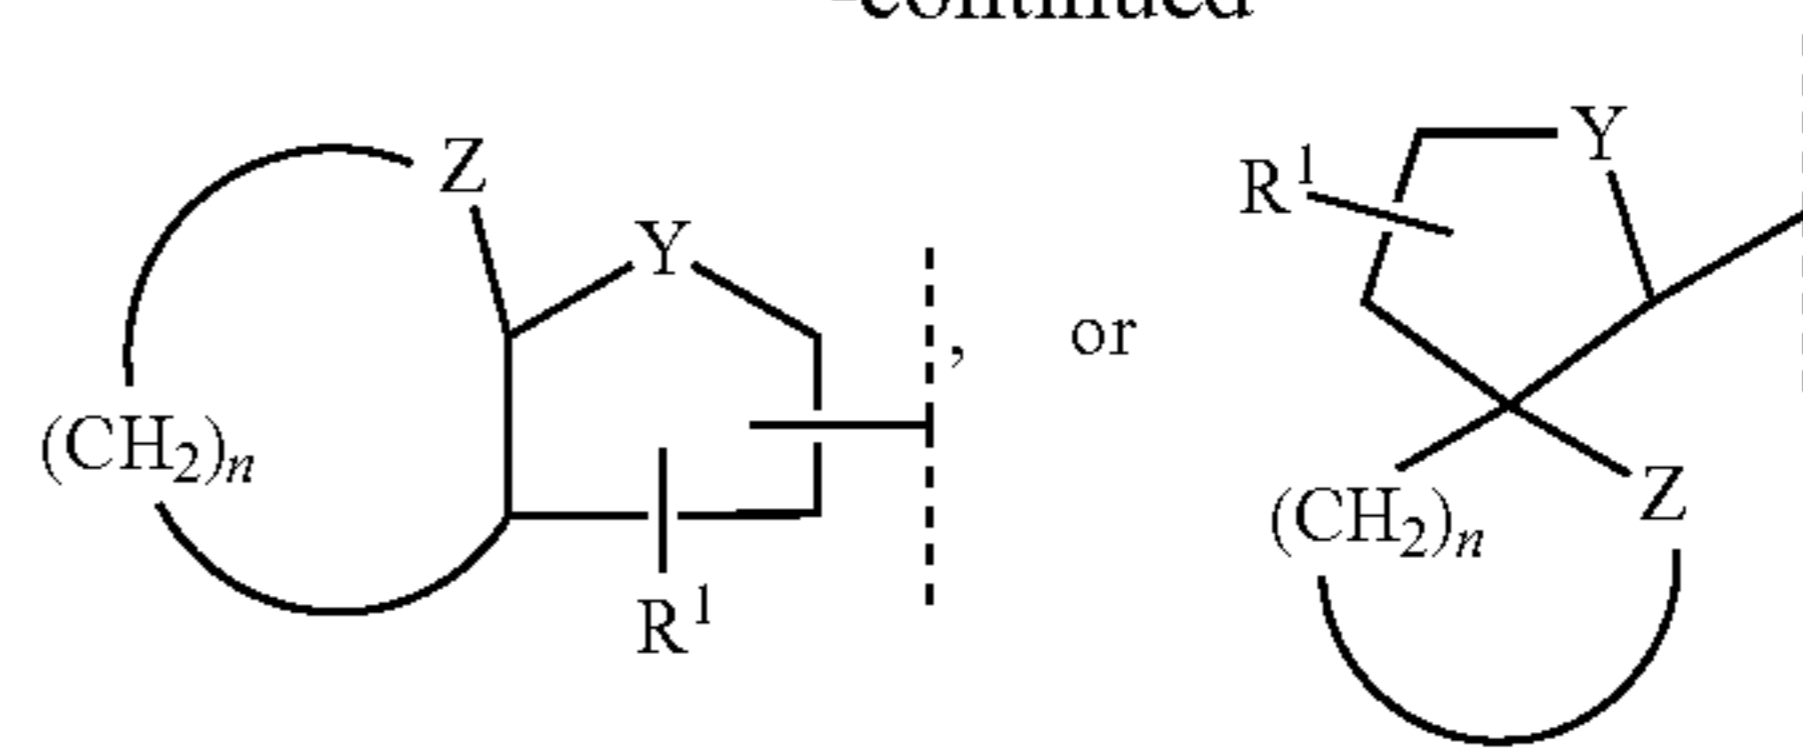 -continued
Z
Y
(CH2)n
R1
, or
R1
Y
(CH2)n
Z